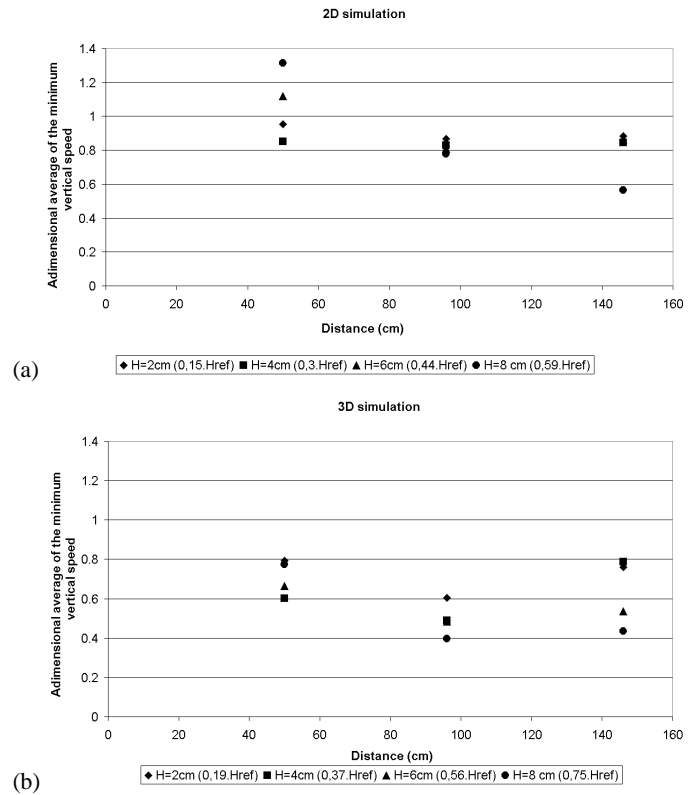 2D simulation
Adimensional average of the minimum
vertical speed
1.4
1.2
1
0.8
0.6
0.4
0.2
0
0 20 40 60 80 100 120 140 160
Distance (cm)
(a)
H=2cm (0,15.Href) H=4cm (0,3.Href) H=6cm (0,44.Href) H=8 cm (0,59.Href)
3D simulation
Adimensional average of the minimum
vertical speed
1.4
1.2
1
0.8
0.6
0.4
0.2
0
0 20 40 60 80 100 120 140 160
Distance (cm)
(b)
H=2cm (0,19.Href) H=4cm (0,37.Href) H=6cm (0,56.Href) H=8 cm (0,75.Href)